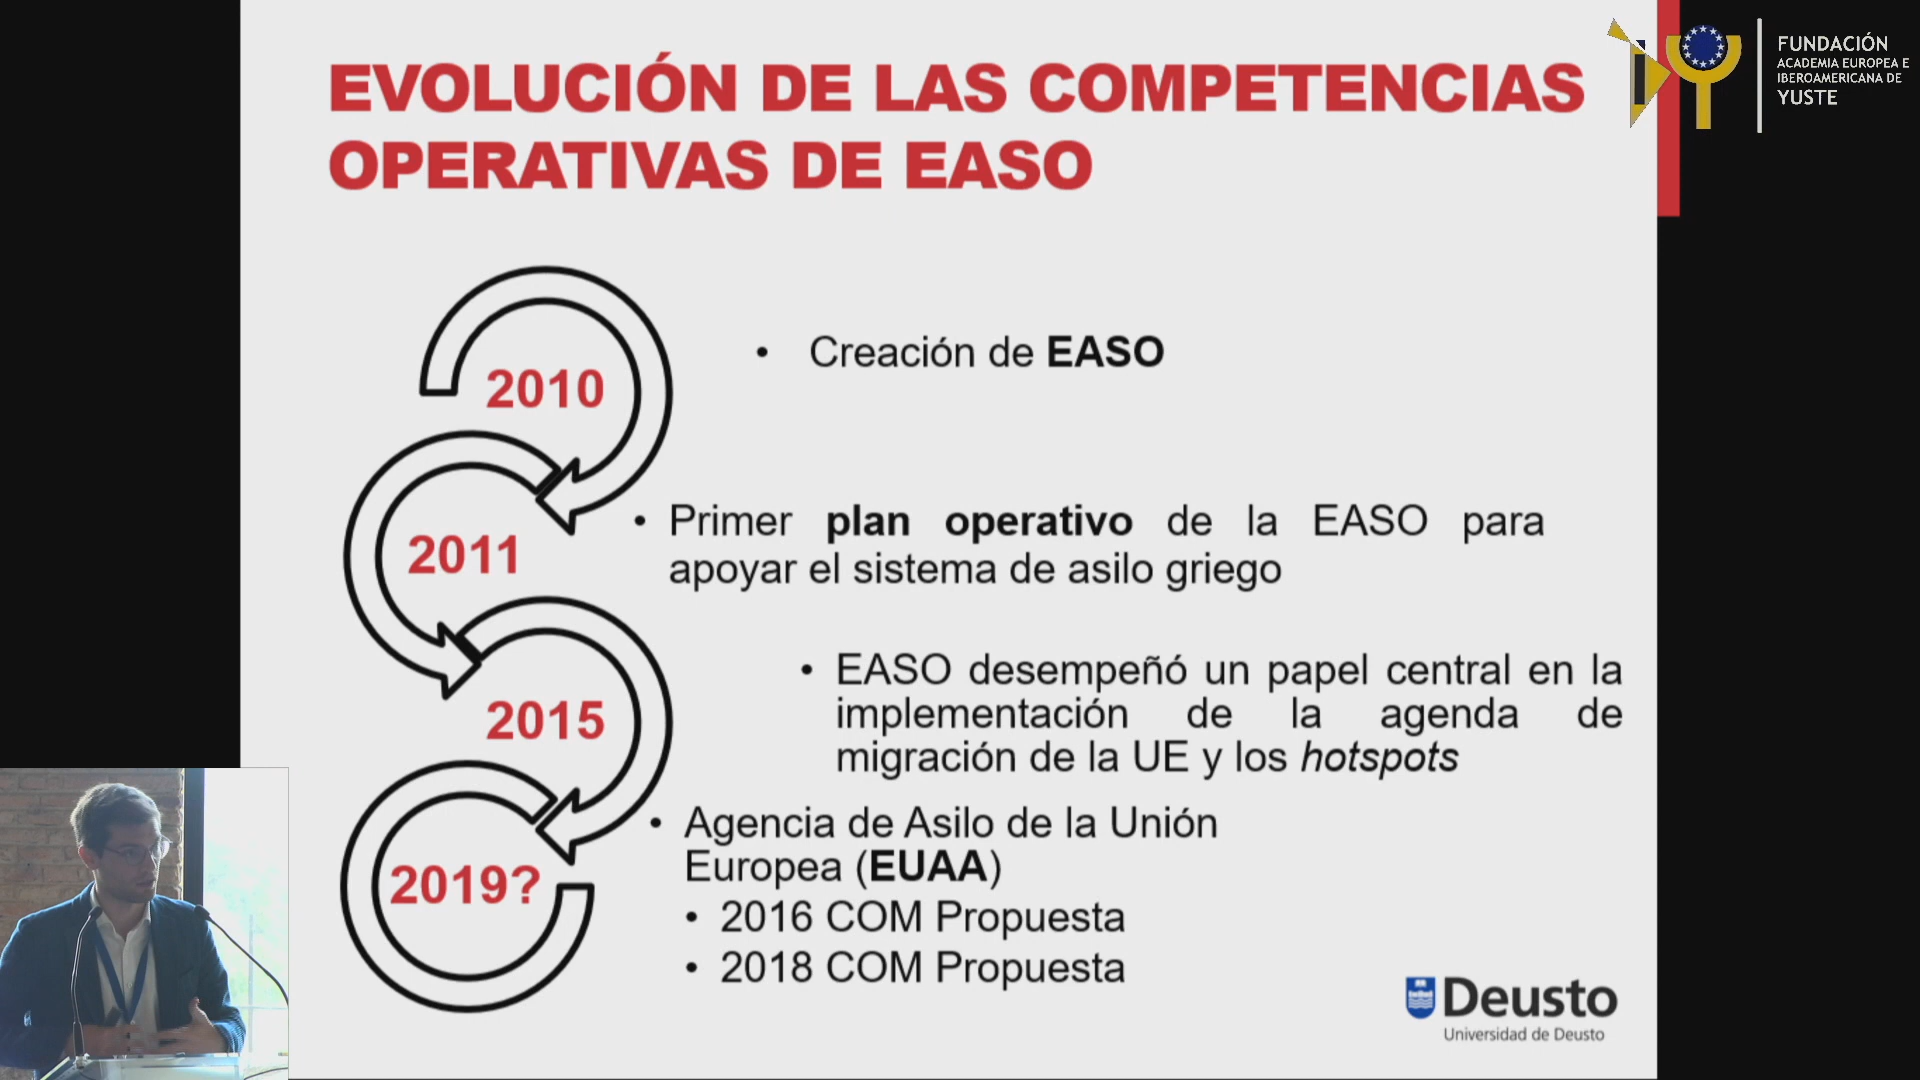 EVOLUCIÓN DE LAS COMPETENCIAS
OPERATIVAS DE EASO
FUNDACIÓN
ACADEMIA EUROPEA E
IBEROAMERICANA DE
YUSTE
2010
• Creación de EASO
2011
• Primer plan operativo de la EASO para
apoyar el sistema de asilo griego
2015
• EASO desempeñó un papel central en la
implementación de la agenda de
migración de la UE y los hotspots
2019?
• Agencia de Asilo de la Unión
Europea (EUAA)
• 2016 COM Propuesta
• 2018 COM Propuesta
Deusto
Universidad de Deusto